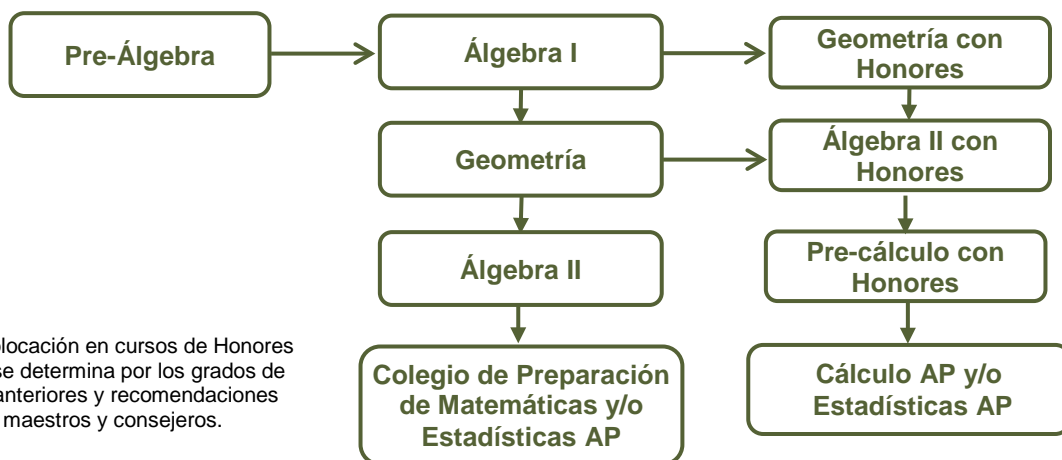 Pre-Álgebra
Álgebra I
Geometría con
Honores
Geometría
Álgebra II con
Honores
Álgebra II
Pre-cálculo con
Honores
Colegio de Preparación
de Matemáticas y/o
Estadísticas AP
Cálculo AP y/o
Estadísticas AP
en cursos de Honores
se determina por los grados de
anteriores y recomendaciones
maestros y consejeros.